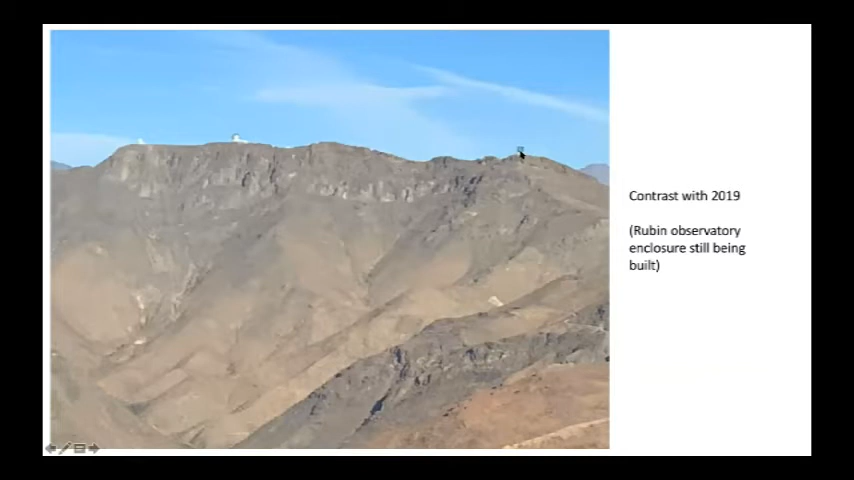 Contrast with 2019
(Rubin observatory
enclosure still being
built)